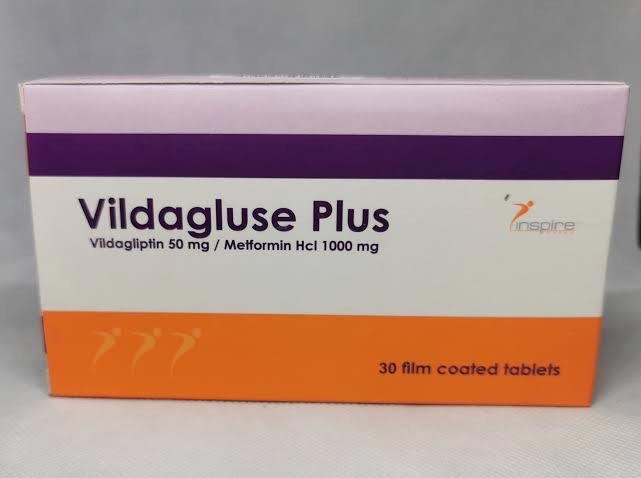 Vildagluse Plus
Vildagliptin 50 mg / Metformin Hcl 1000 mg
inspire
30 film coated tablets